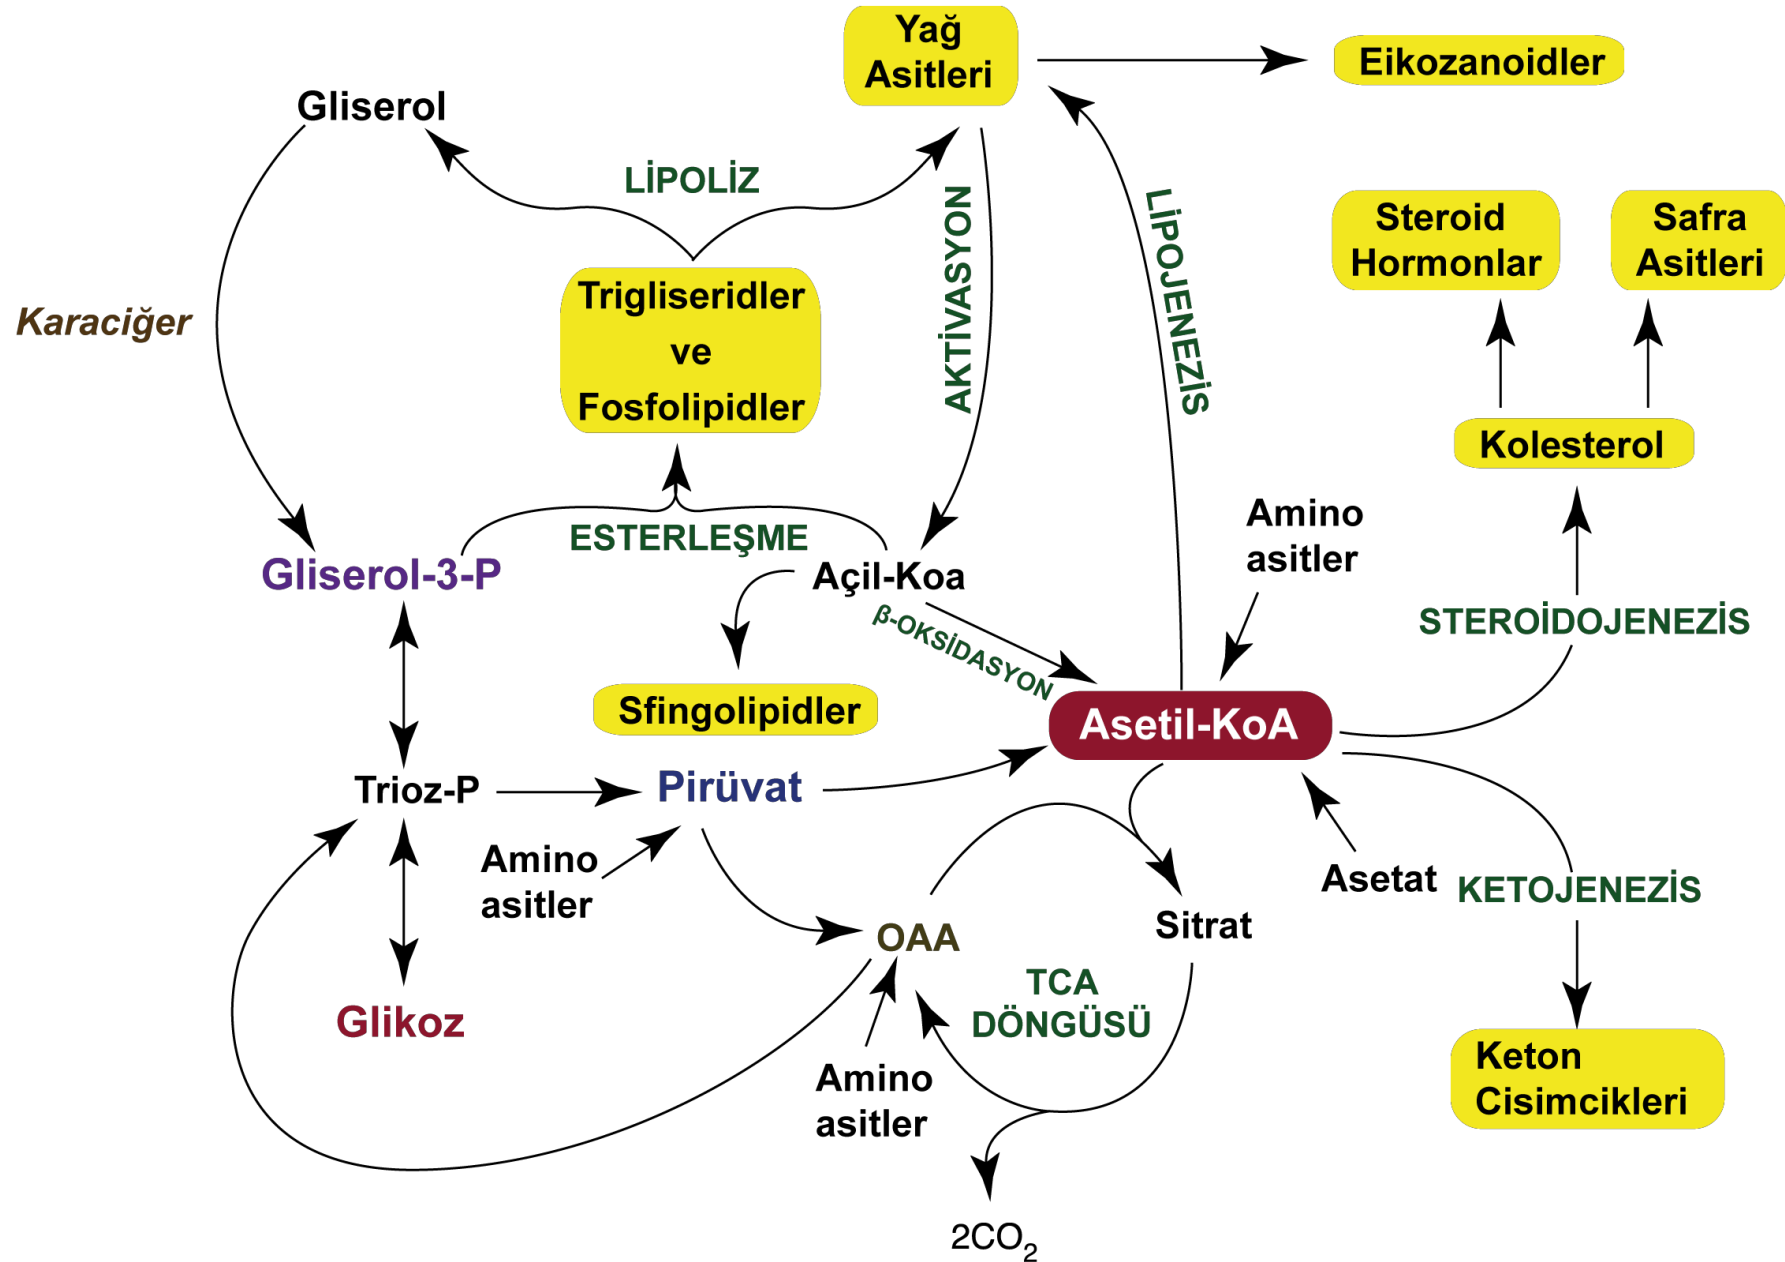 Yağ
Asitleri
Eikozanoidler
Gliserol
LİPOLİZ
AKTİVASYON
LİPOJENEZİS
Steroid
Hormonlar
Safra
Asitleri
Karaciğer
Trigliseridler
ve
Fosfolipidler
Kolesterol
Gliserol-3-P
ESTERLEŞME
Açil-Koa
Amino
asitler
β-OKSİDASYON
STEROİDOJENEZİS
Sfingolipidler
Asetil-KoA
Trioz-P
Pirüvat
Amino
asitler
Asetat
KETOJENEZİS
OAA
Sitrat
TCA
DÖNGÜSÜ
Glikoz
Amino
asitler
Keton
Cisimcikleri
2CO₂